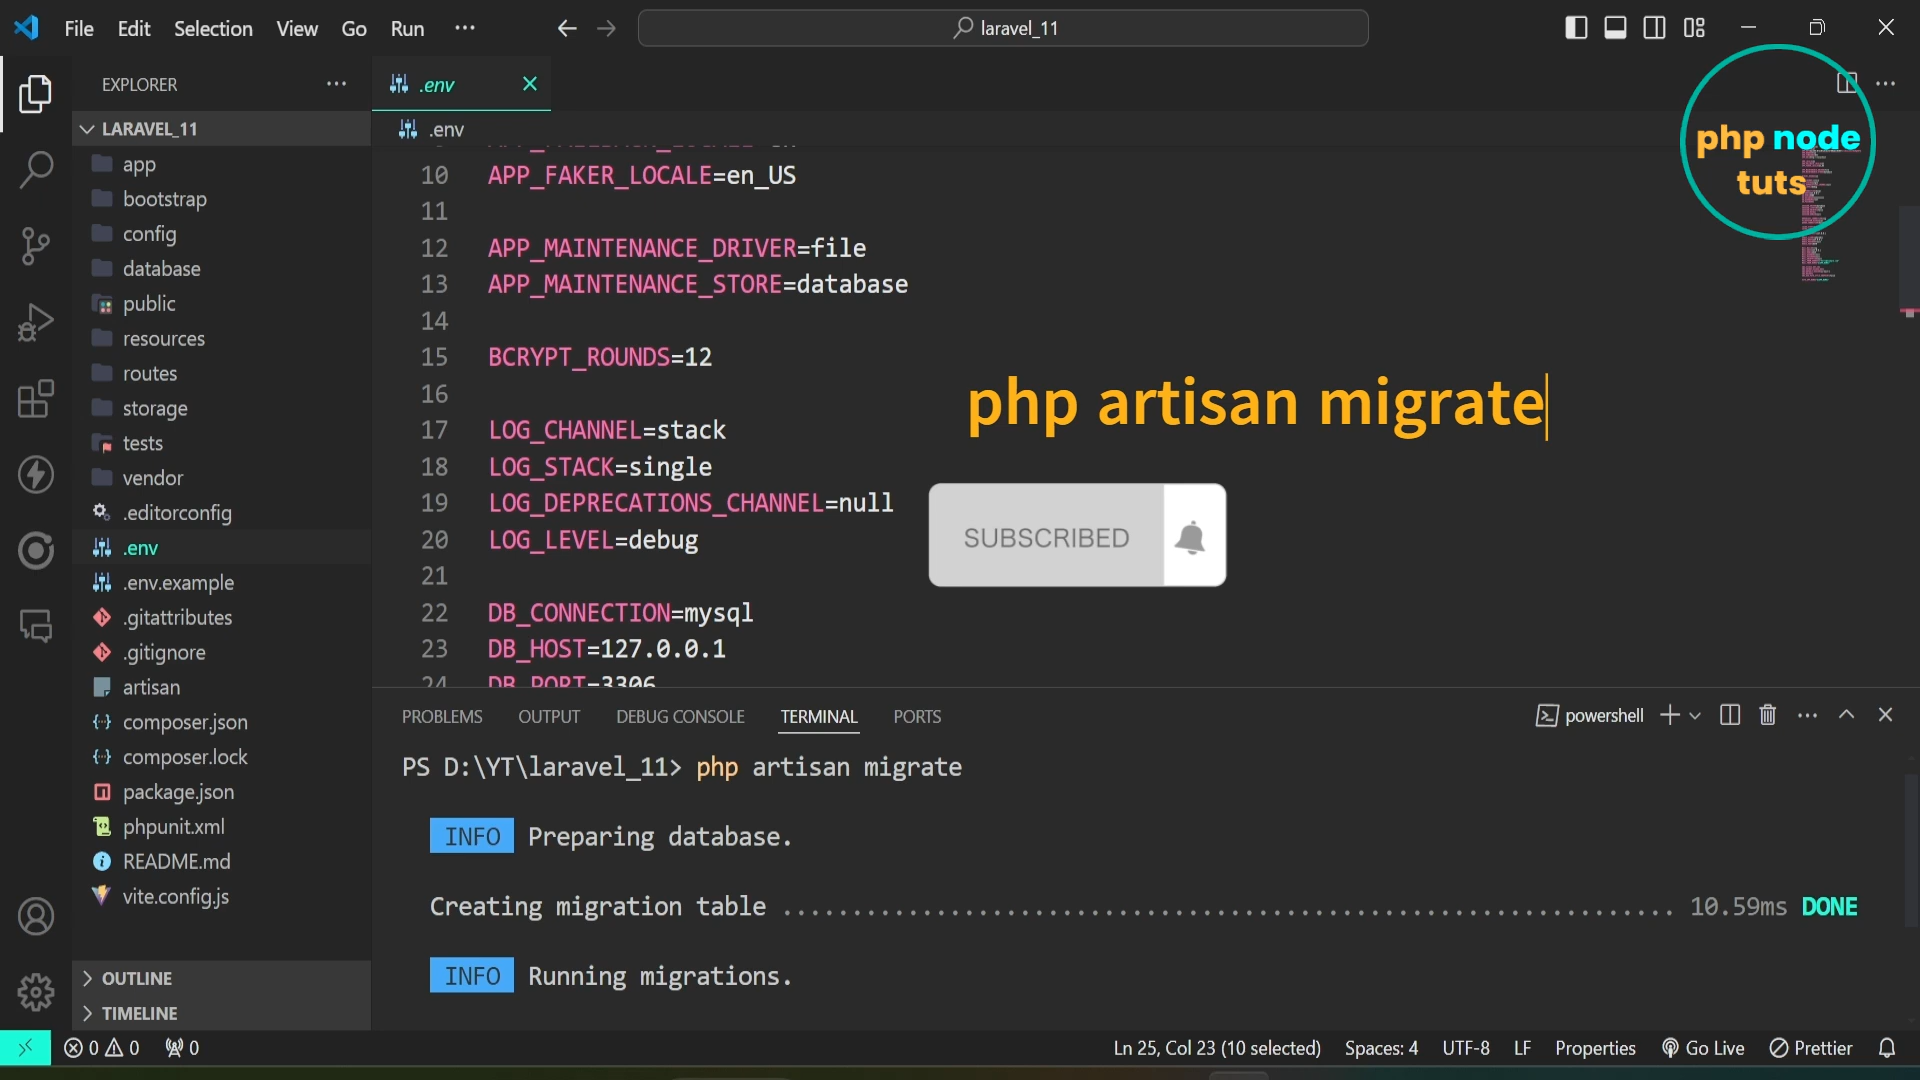 File Edit Selection View Go Run ···
laravel_11
EXPLORER
.env
LARAVEL_11
.env
php node
tuts
app
bootstrap
config
database
public
resources
routes
storage
tests
vendor
.editorconfig
.env
.env.example
.gitattributes
.gitignore
artisan
composer.json
composer.lock
package.json
phpunit.xml
README.md
vite.config.js
OUTLINE
TIMELINE
10 APP_FAKER_LOCALE=en_US
11
12 APP_MAINTENANCE_DRIVER=file
13 APP_MAINTENANCE_STORE=database
14
15 BCRYPT_ROUNDS=12
16
17 LOG_CHANNEL=stack
18 LOG_STACK=single
19 LOG_DEPRECATIONS_CHANNEL=null
20 LOG_LEVEL=debug
21
22 DB_CONNECTION=mysql
23 DB_HOST=127.0.0.1
24 DB_PORT=3306
php artisan migrate
SUBSCRIBED
PROBLEMS OUTPUT DEBUG CONSOLE TERMINAL PORTS
powershell
PS D:\YT\laravel_11> php artisan migrate
INFO Preparing database.
Creating migration table ................................................................ 10.59ms DONE
INFO Running migrations.
0 0 0
Ln 25, Col 23 (10 selected) Spaces: 4 UTF-8 LF Properties Go Live Prettier